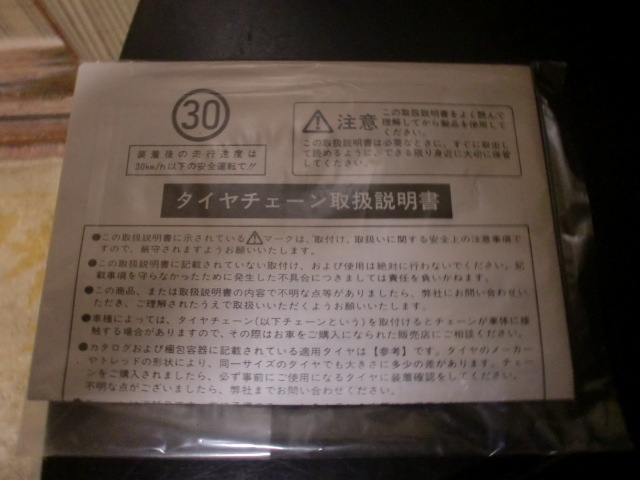 30
装着後の走行速度は
30km/h以下の安全運転で!!
注意
この取扱説明書をよく読んで
理解してから製品を使用して
ください。
この取扱説明書は必要なときに、すぐに取出し
て読めるように、できる限り身近に大切に保管
してください。
タイヤチェーン取扱説明書
●この取扱説明書に示されている⚠マークは、取付け、取扱いに関する安全上の注意事項で
すので、厳守されますようお願いします。
●この取扱説明書に記載されていない取付け、および使用は絶対に行わないでください。記
載事項を守らなかったために発生した不具合につきましては責任を負いかねます。
●この商品、または取扱説明書の内容で不明な点等がありましたら、弊社にお問い合わせい
ただき、ご理解されたうえで取扱いいただくようお願いします。
●車種によっては、タイヤチェーン(以下チェーンという)を取付けるとチェーンが車体に接
触する場合がありますので、その際はお車をご購入になられた販売店にご相談ください。
●カタログおよび梱包容器に記載されている適用タイヤは【参考】です。タイヤのメーカー
やトレッドの形状により、同一サイズのタイヤでも大きさに多少の差があります。チェー
ンをご購入されましたら、必ず事前にご使用になるタイヤに装着確認をしてください。
不明な点がございましたら、弊社までお問い合わせください。